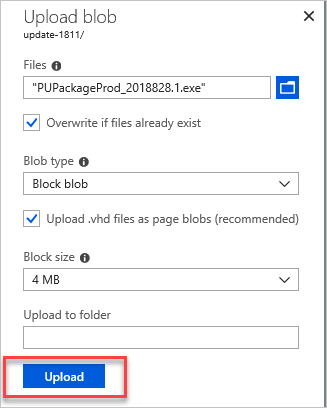 Upload blob
update-1811/
Files
"PUPackageProd_2018828.1.exe"
Overwrite if files already exist
Blob type
Block blob
Upload .vhd files as page blobs (recommended)
Block size
4 MB
Upload to folder
Upload